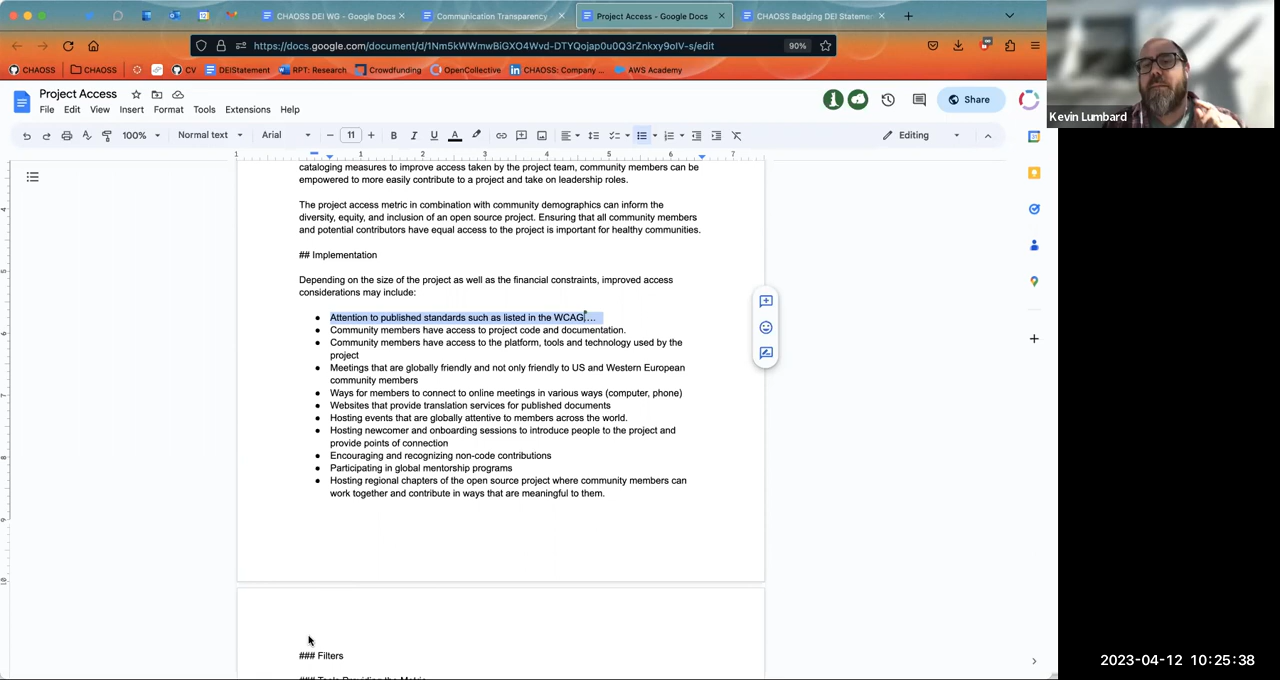 CHAOSS DEI WG - Google Docs
Communication Transparency
Project Access - Google Docs
CHAOSS Badging DEI Statemen
https://docs.google.com/document/d/1Nm5kWWmwBiGXO4Wvd-DTYQojap0u0Q3rZnkxy9oIV-s/edit
90%
CHAOSS
CHAOSS
CV
DEIStatement
RPT: Research
Crowdfunding
OpenCollective
CHAOSS: Company ...
AWS Academy
Kevin Lumbard
Project Access
Share
File Edit View Insert Format Tools Extensions Help
100% Normal text Arial 11 B I U A Editing
1 1 2 3 4 5 6 7
cataloging measures to improve access taken by the project team, community members can be
empowered to more easily contribute to a project and take on leadership roles.
The project access metric in combination with community demographics can inform the
diversity, equity, and inclusion of an open source project. Ensuring that all community members
and potential contributors have equal access to the project is important for healthy communities.
## Implementation
Depending on the size of the project as well as the financial constraints, improved access
considerations may include:
● Attention to published standards such as listed in the WCAG ...
● Community members have access to project code and documentation.
● Community members have access to the platform, tools and technology used by the
project
● Meetings that are globally friendly and not only friendly to US and Western European
community members
● Ways for members to connect to online meetings in various ways (computer, phone)
● Websites that provide translation services for published documents
● Hosting events that are globally attentive to members across the world.
● Hosting newcomer and onboarding sessions to introduce people to the project and
provide points of connection
● Encouraging and recognizing non-code contributions
● Participating in global mentorship programs
● Hosting regional chapters of the open source project where community members can
work together and contribute in ways that are meaningful to them.
### Filters
### Tools Providing the Metric
2023-04-12 10:25:38